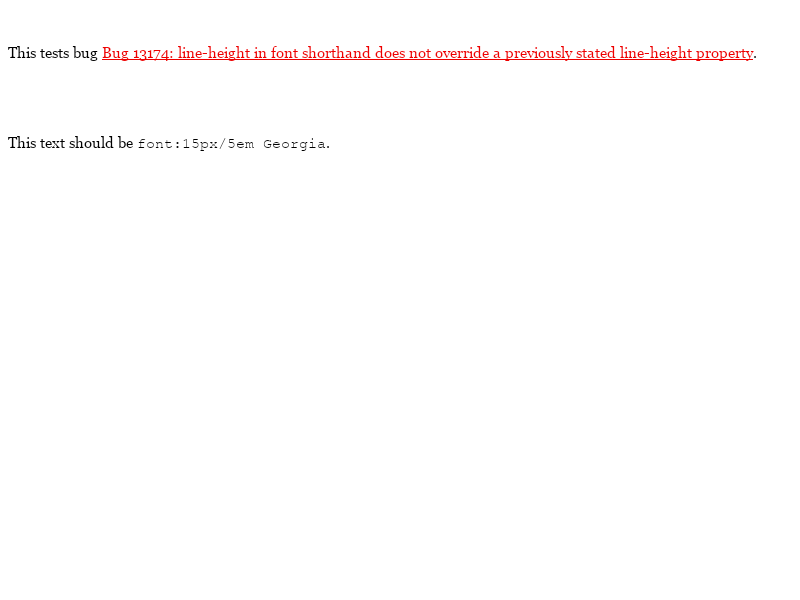 This tests bug Bug 13174: line-height in font shorthand does not override a previously stated line-height property.
This text should be font:15px/5em Georgia.